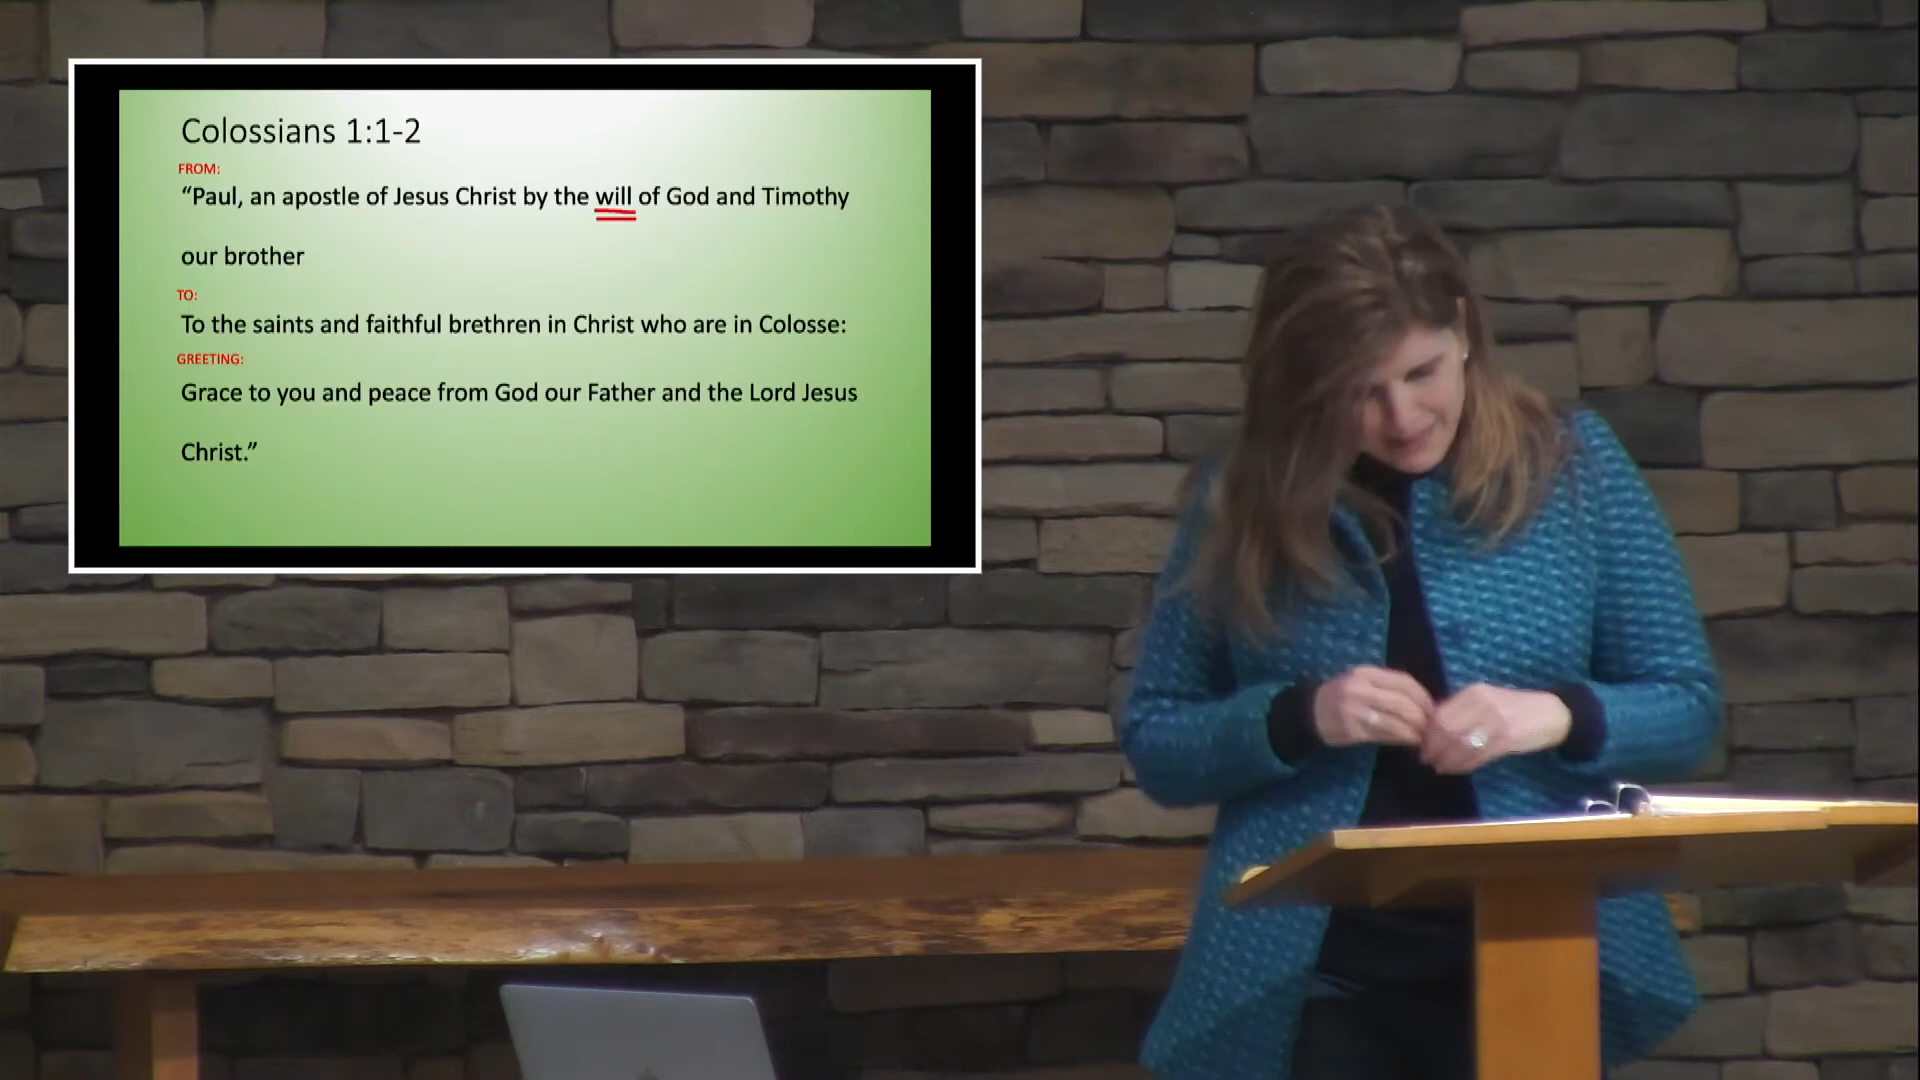 Colossians 1:1-2
FROM:
“Paul, an apostle of Jesus Christ by the will of God and Timothy
our brother
TO:
To the saints and faithful brethren in Christ who are in Colosse:
GREETING:
Grace to you and peace from God our Father and the Lord Jesus
Christ.”